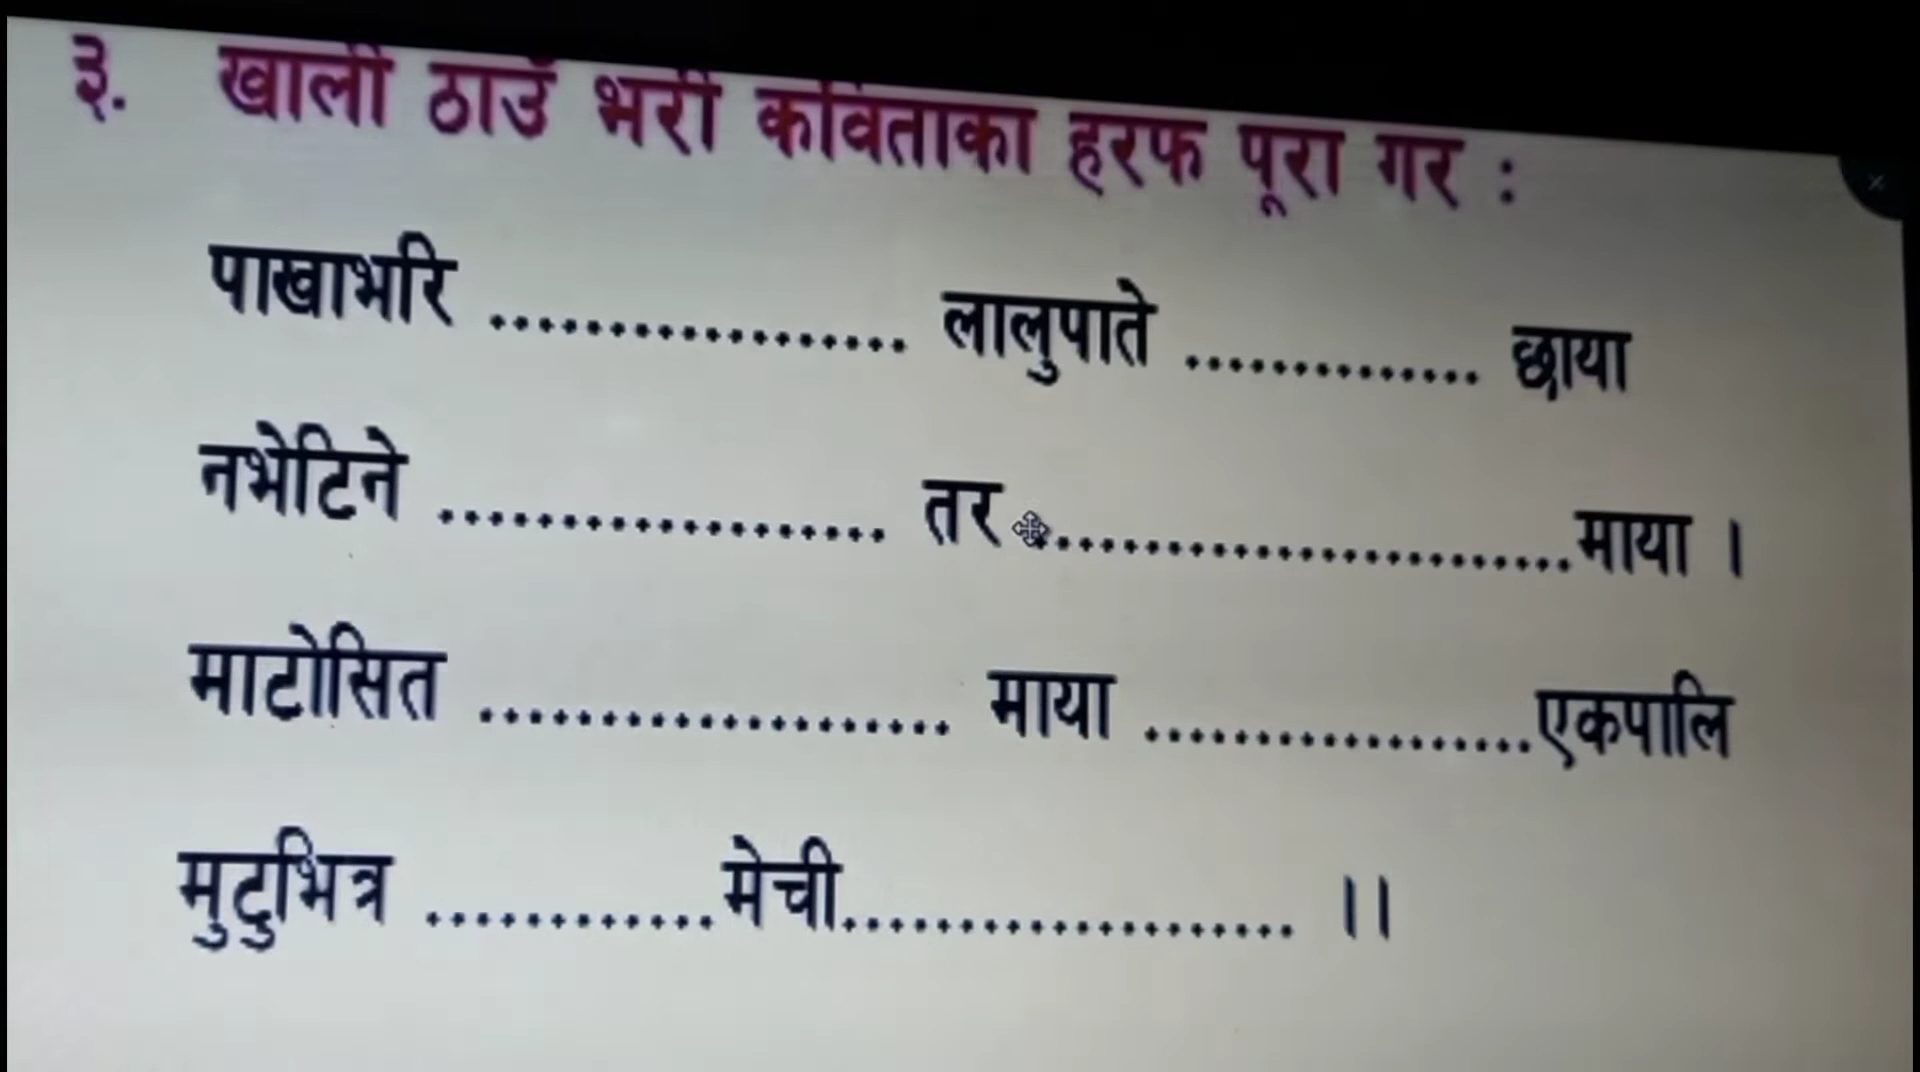 ३. खाली ठाउँ भरी कविताका हरफ पूरा गर :
पाखाभरि .................. लालुपाते ............. छाया
नभेटिने ................... तर .......................माया ।
माटोसित .................... माया .................एकपालि
मुटुभित्र ............मेची................... ।।